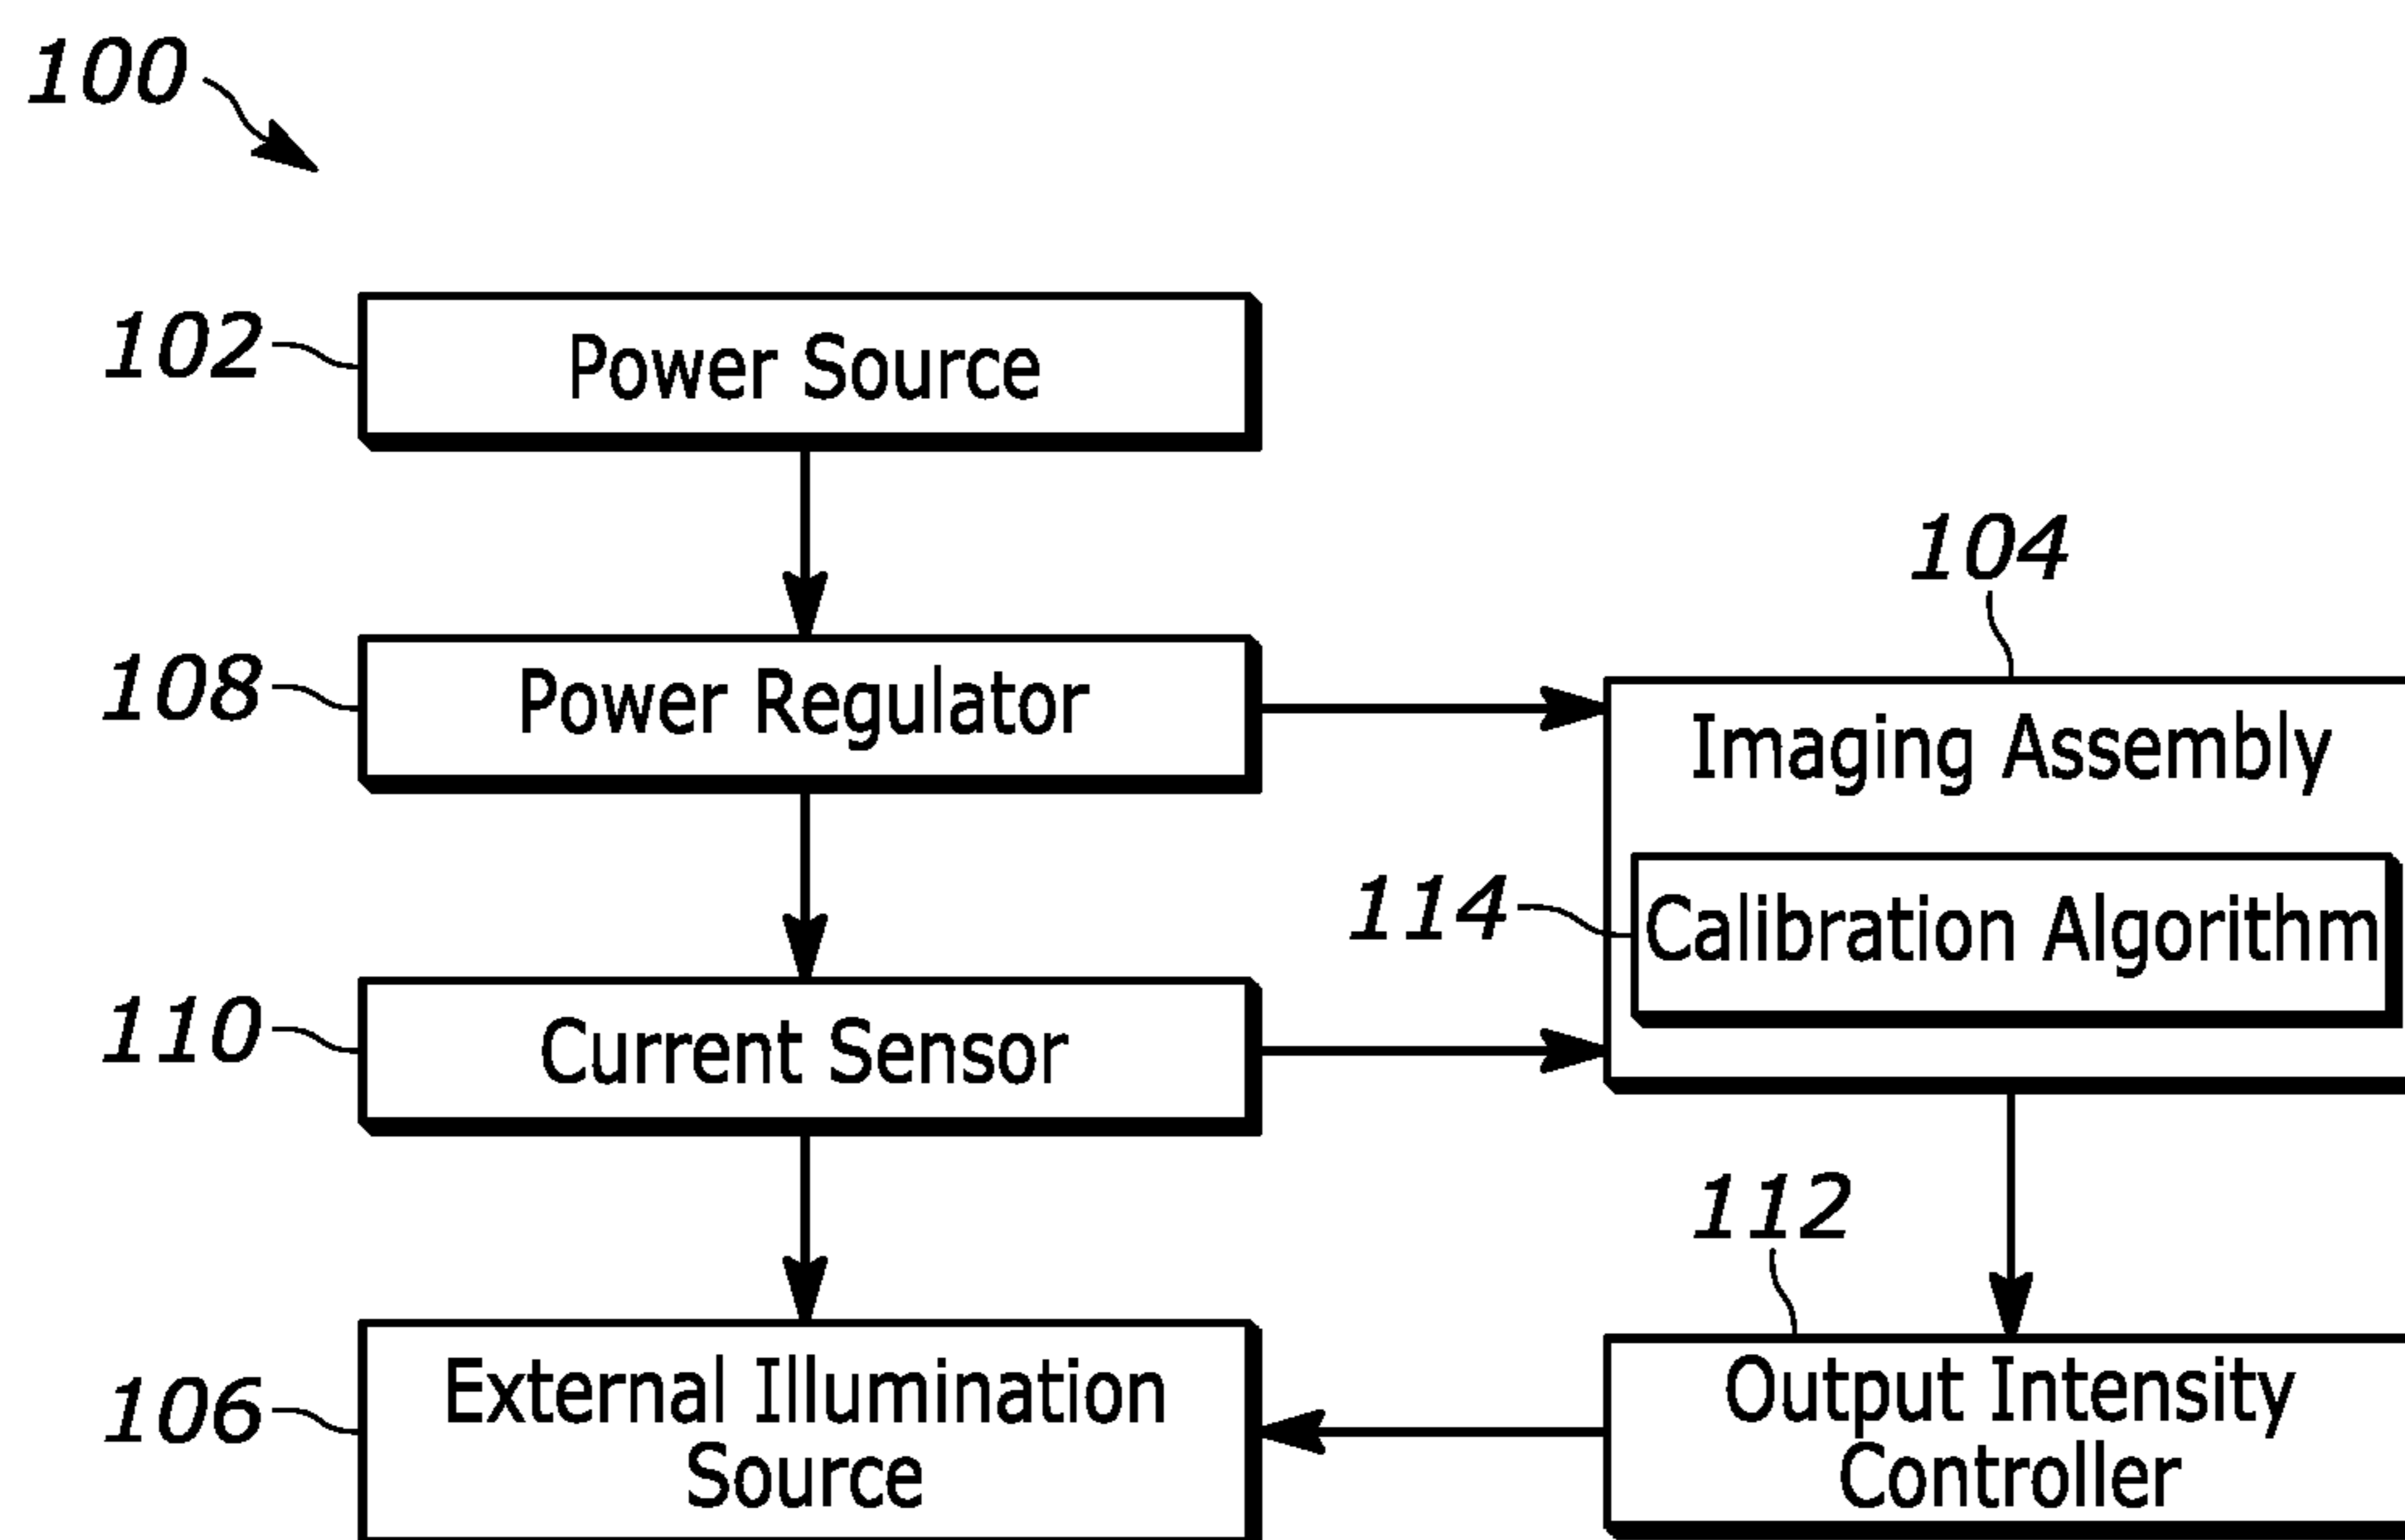 100
102
Power Source
104
108
Power Regulator
Imaging Assembly
114
Calibration Algorithm
110
Current Sensor
112
106
External Illumination
Source
Output Intensity
Controller